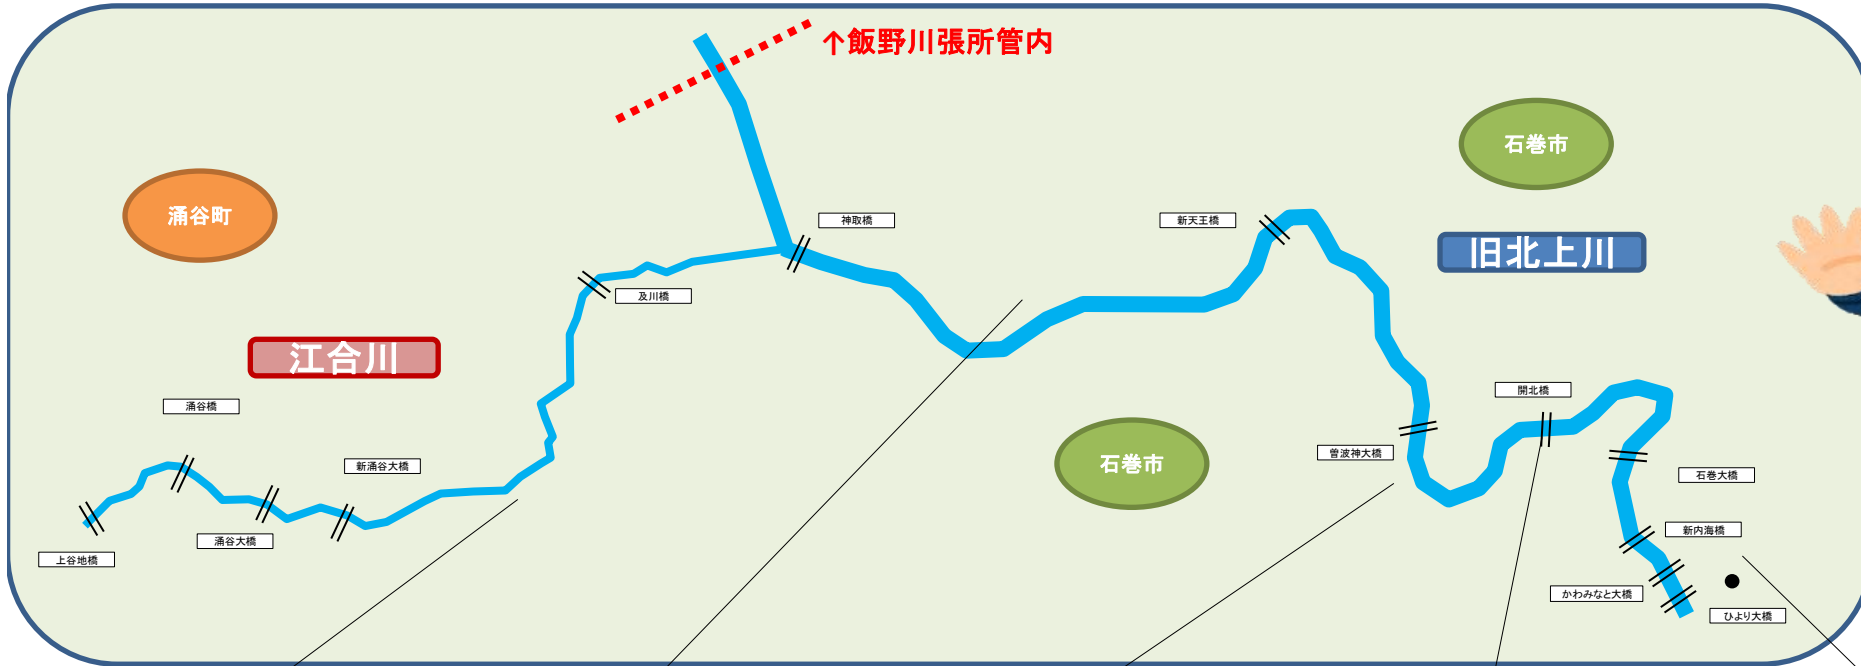 ↑飯野川張所管内
石巻市
涌谷町
神取橋
新天王橋
旧北上川
及川橋
江合川
開北橋
涌谷橋
曽波神大橋
石巻市
新涌谷大橋
石巻大橋
新内海橋
涌谷大橋
上谷地橋
かわみなと大橋
ひより大橋